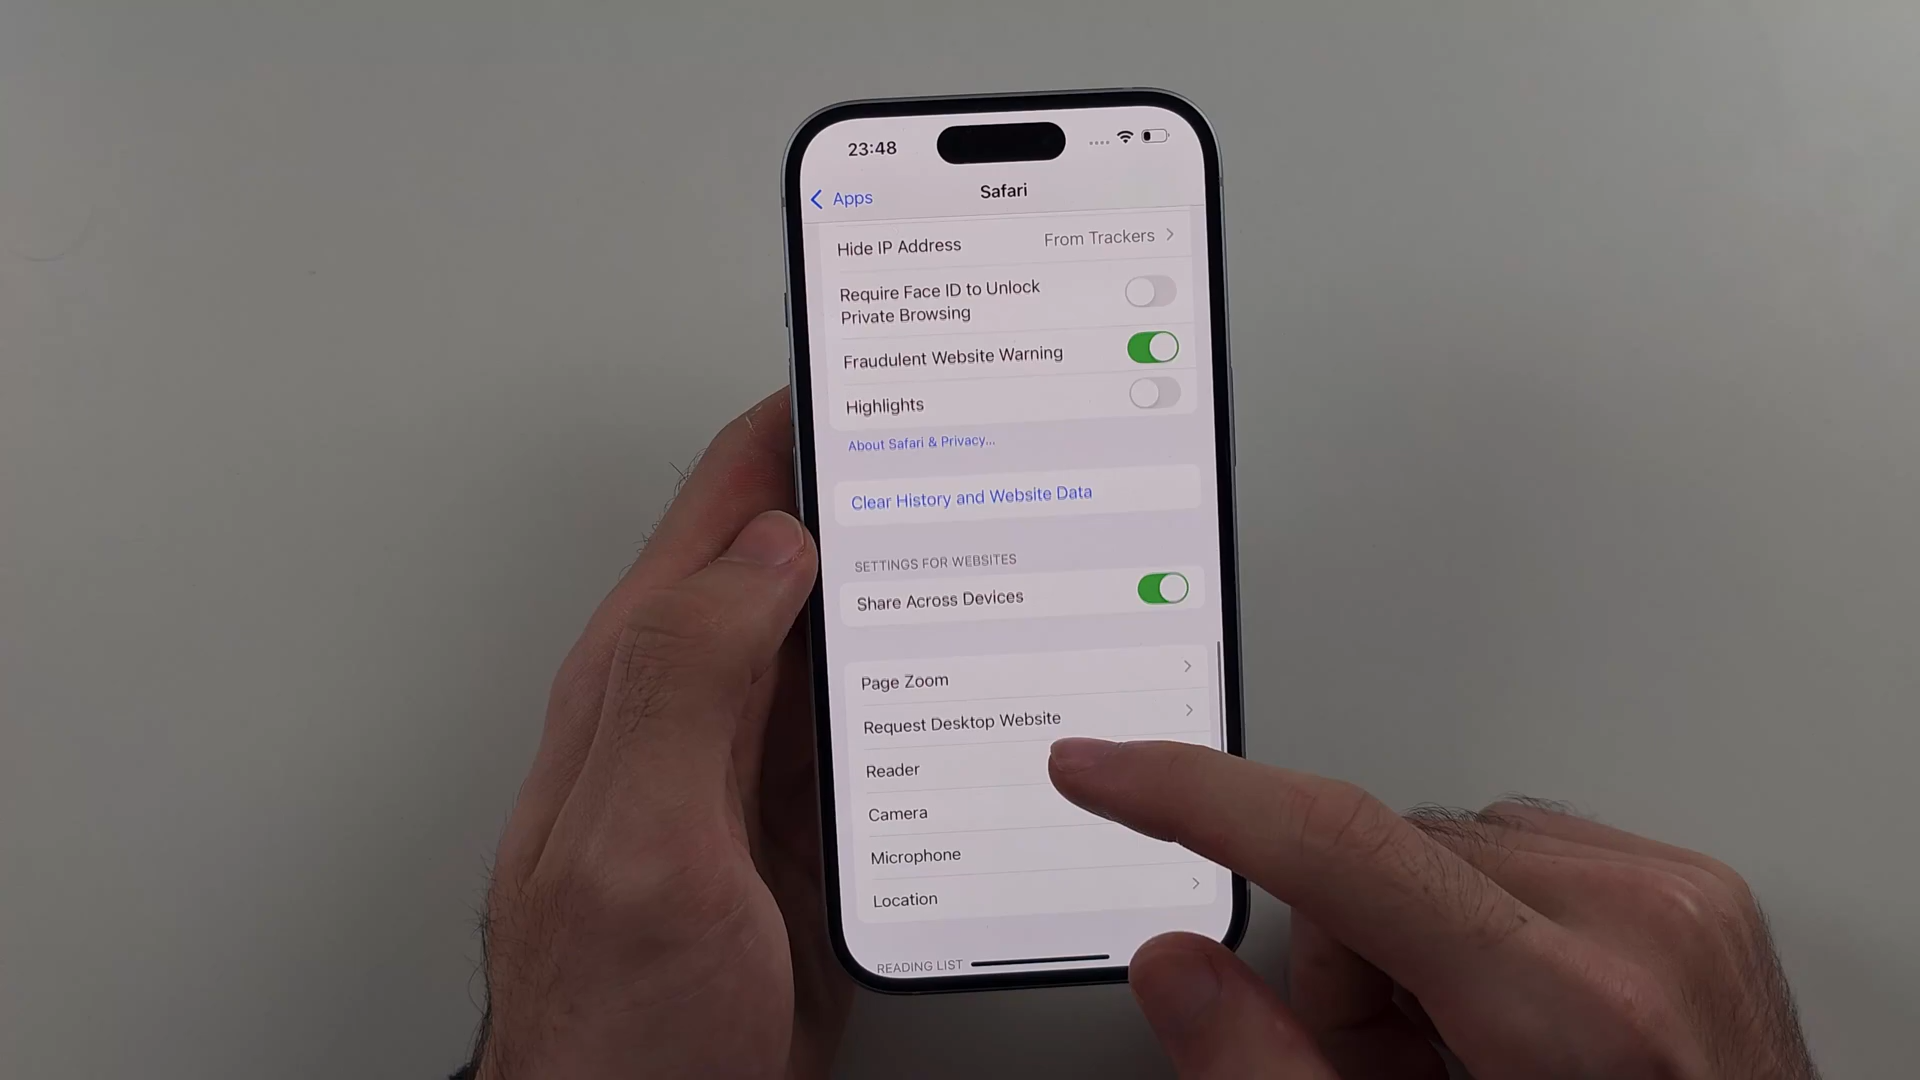 23:48
Apps
Safari
Hide IP Address
From Trackers
Require Face ID to Unlock
Private Browsing
Fraudulent Website Warning
Highlights
About Safari & Privacy...
Clear History and Website Data
SETTINGS FOR WEBSITES
Share Across Devices
Page Zoom
Request Desktop Website
Reader
Camera
Microphone
Location
READING LIST